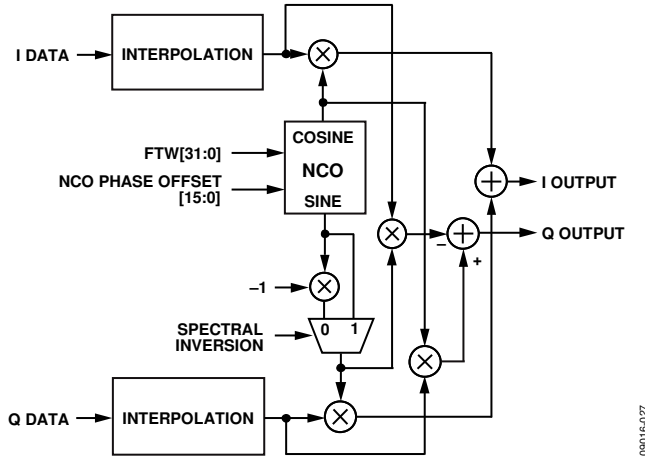 I DATA
INTERPOLATION
COSINE
FTW[31:0]
NCO
NCO PHASE OFFSET
[15:0]
SINE
I OUTPUT
Q OUTPUT
–
+
–1
0 1
SPECTRAL
INVERSION
Q DATA
INTERPOLATION
09016-027